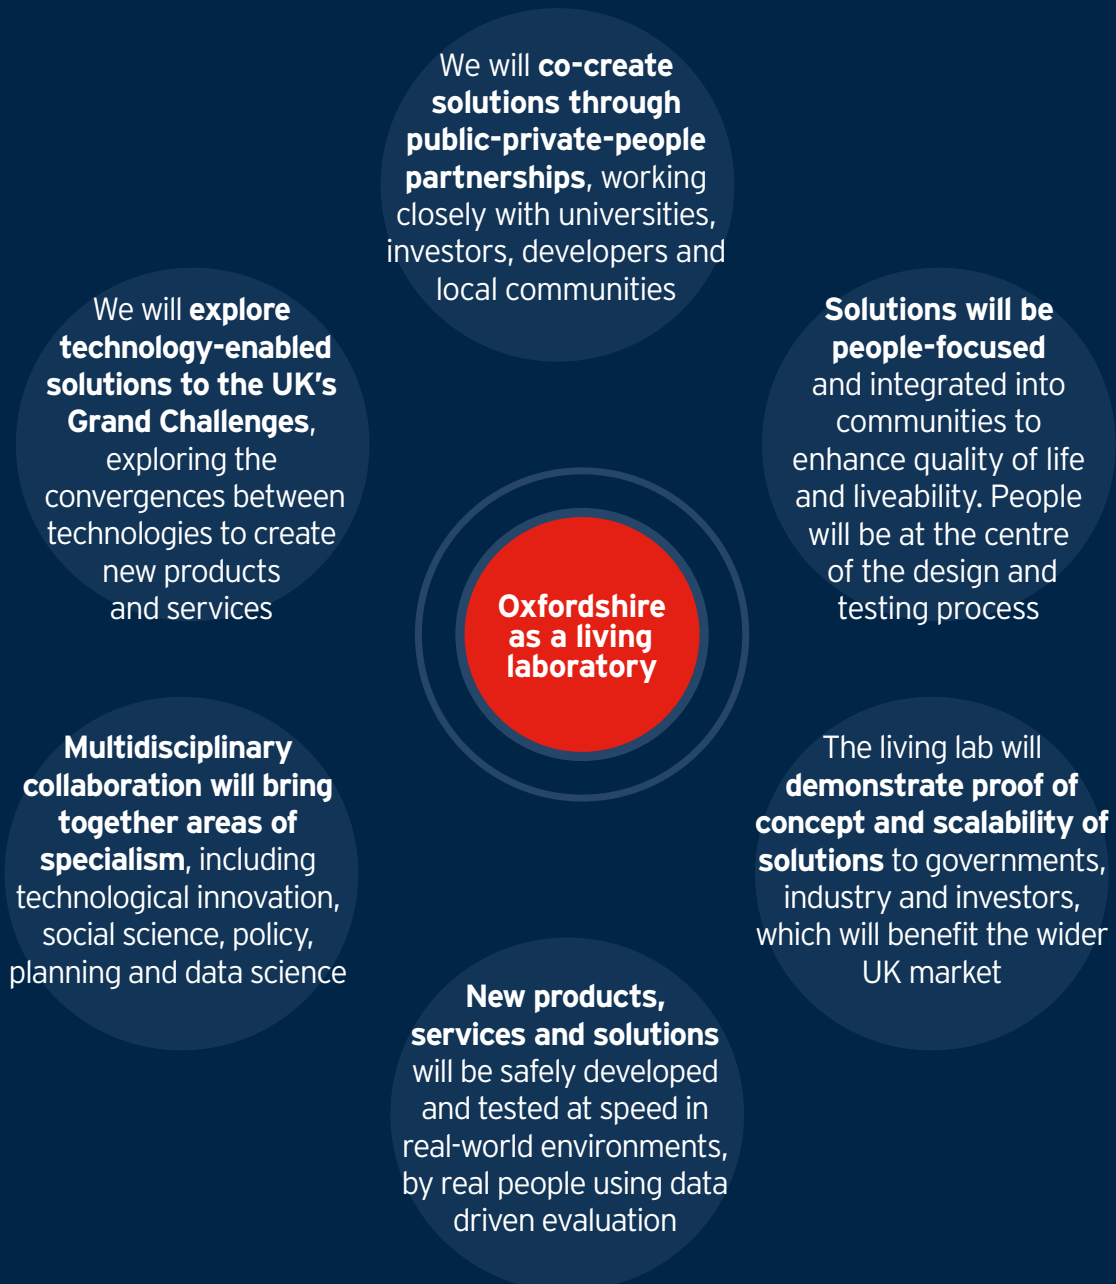 We will co-create
solutions through
public-private-people
partnerships, working
closely with universities,
investors, developers and
local communities
We will explore
technology-enabled
solutions to the UK's
Grand Challenges,
exploring the
convergences between
technologies to create
new products
and services
Solutions will be
people-focused
and integrated into
communities to
enhance quality of life
and liveability. People
will be at the centre
of the design and
testing process
Oxfordshire
as a living
laboratory
Multidisciplinary
collaboration will bring
together areas of
specialism, including
technological innovation,
social science, policy,
planning and data science
The living lab will
demonstrate proof of
concept and scalability of
solutions to governments,
industry and investors,
which will benefit the wider
UK market
New products,
services and solutions
will be safely developed
and tested at speed in
real-world environments,
by real people using data
driven evaluation